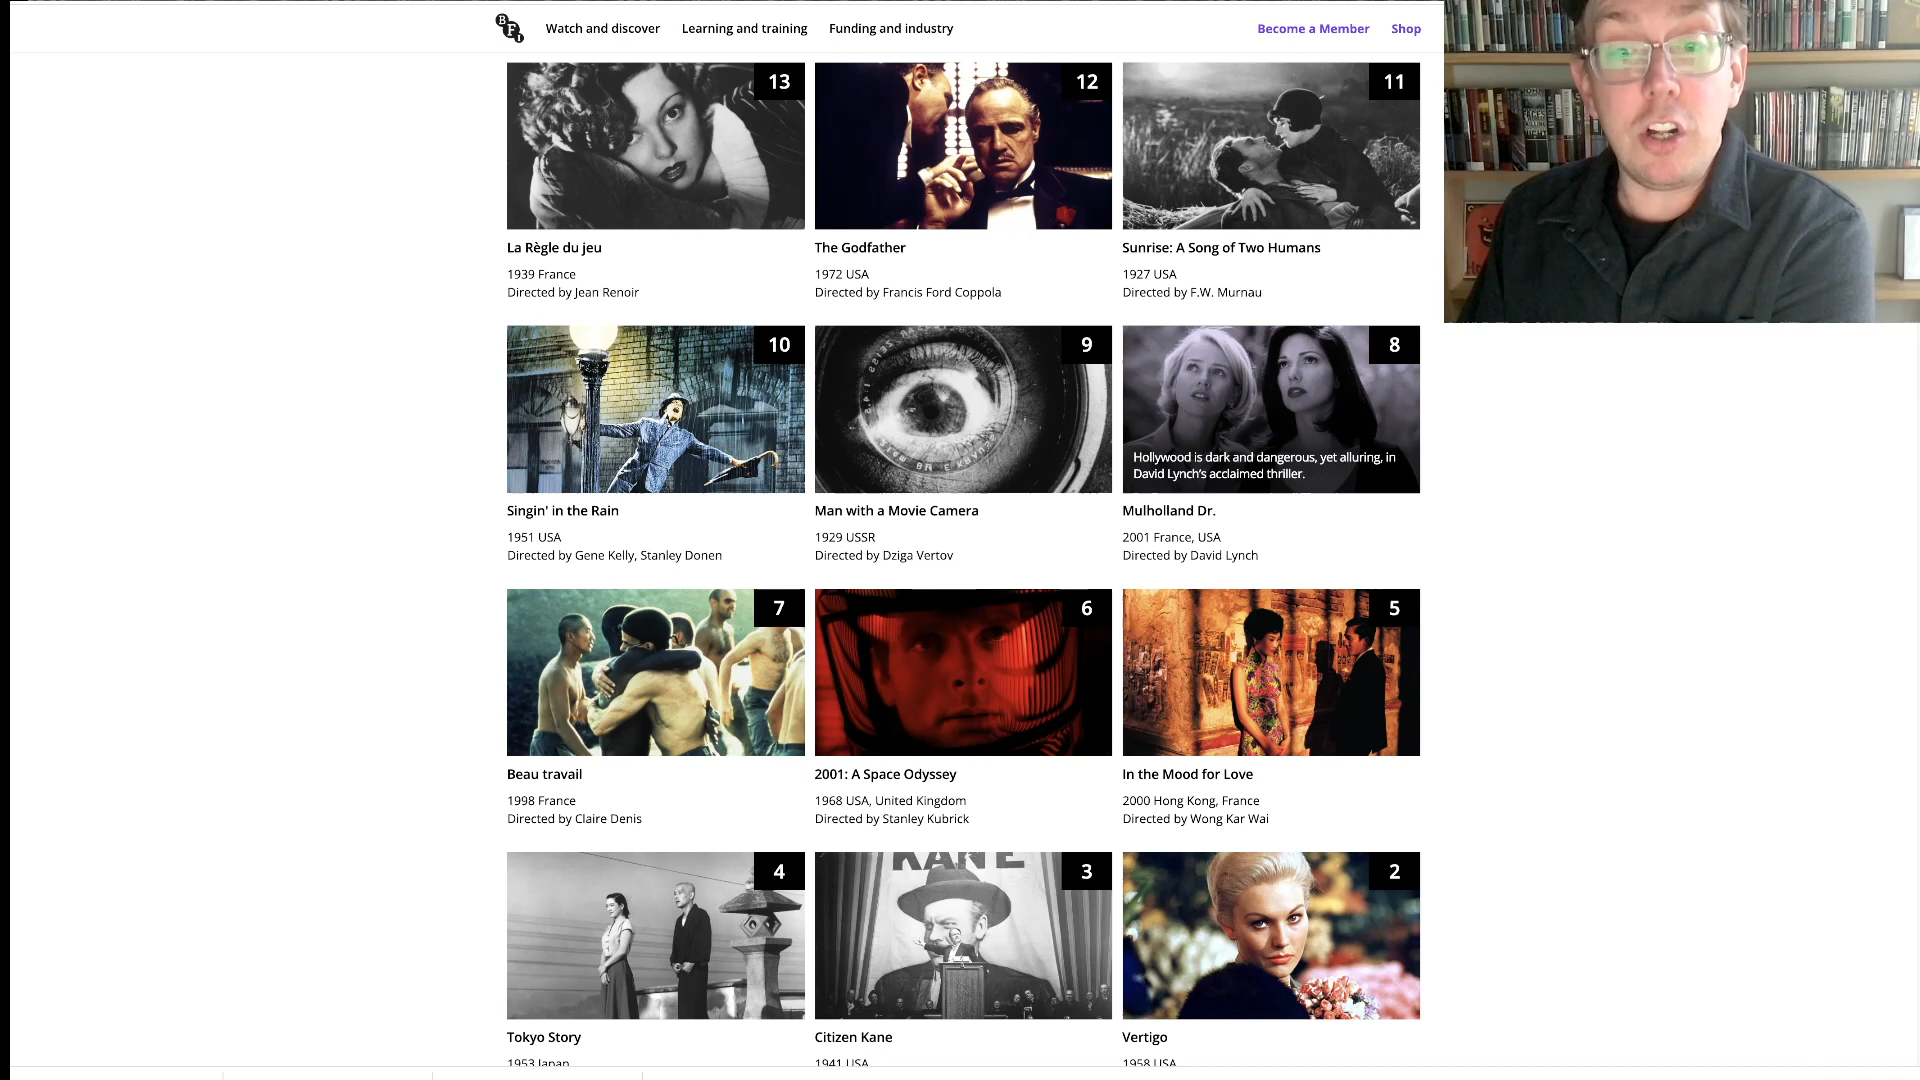 BFI
Watch and discover
Learning and training
Funding and industry
Become a Member
Shop
13
12
11
La Règle du jeu
1939 France
Directed by Jean Renoir
The Godfather
1972 USA
Directed by Francis Ford Coppola
Sunrise: A Song of Two Humans
1927 USA
Directed by F.W. Murnau
10
9
8
Hollywood is dark and dangerous, yet alluring, in
David Lynch's acclaimed thriller.
Singin' in the Rain
1951 USA
Directed by Gene Kelly, Stanley Donen
Man with a Movie Camera
1929 USSR
Directed by Dziga Vertov
Mulholland Dr.
2001 France, USA
Directed by David Lynch
7
6
5
Beau travail
1998 France
Directed by Claire Denis
2001: A Space Odyssey
1968 USA, United Kingdom
Directed by Stanley Kubrick
In the Mood for Love
2000 Hong Kong, France
Directed by Wong Kar Wai
4
KANE
3
2
Tokyo Story
1953 Japan
Citizen Kane
1941 USA
Vertigo
1958 USA